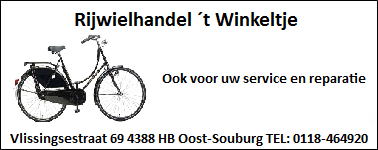 Rijwielhandel ´t Winkeltje
Ook voor uw service en reparatie
Vlissingsestraat 69 4388 HB Oost-Souburg TEL: 0118-464920